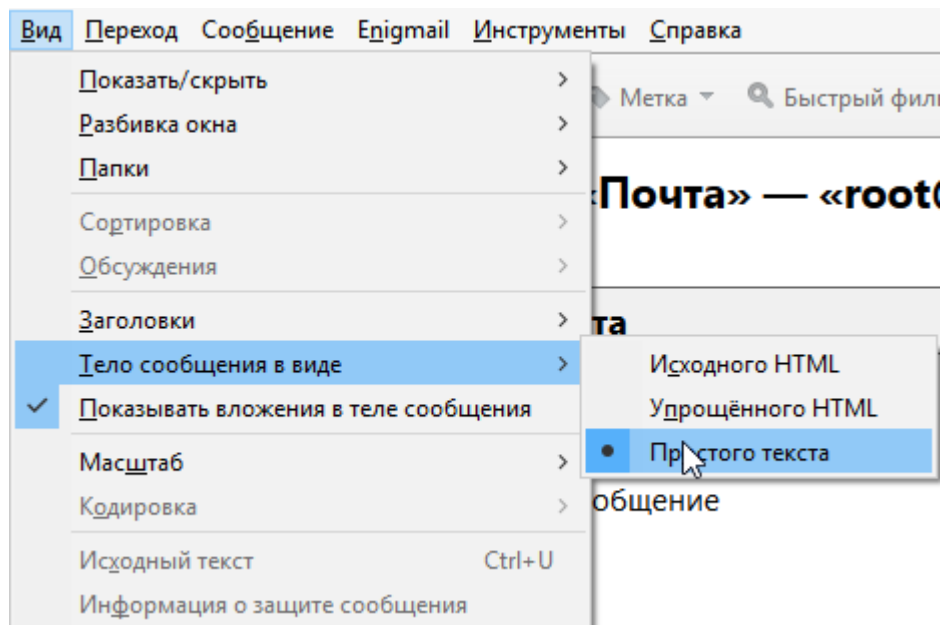 Вид Переход Сообщение Enigmail Инструменты Справка
Показать/скрыть
Разбивка окна
Метка Быстрый
Папки
«Почта» — «root
Сортировка
Обсуждения
Заголовки
Тело сообщения в виде
Исходного HTML
Показывать вложения в теле сообщения
Упрощённого HTML
Простого текста
Масштаб
Кодировка
Исходный текст Ctrl+U
Информация о защите сообщения